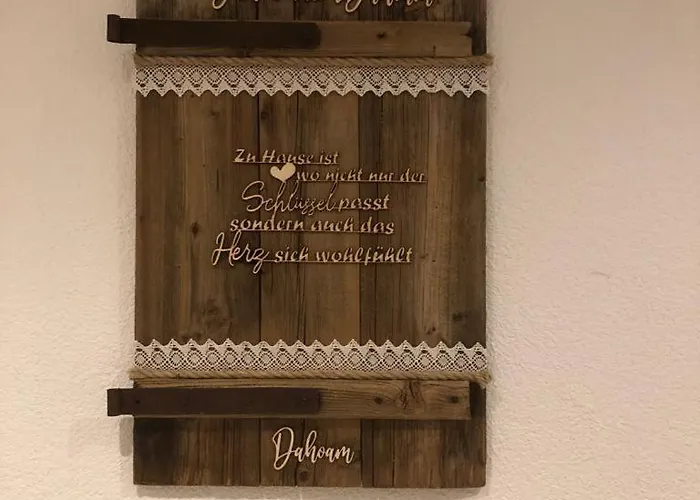 Zu Hause ist
wo nicht nur der
Schlüssel passt
sondern auch das
Herz sich wohlfühlt
Dahoam